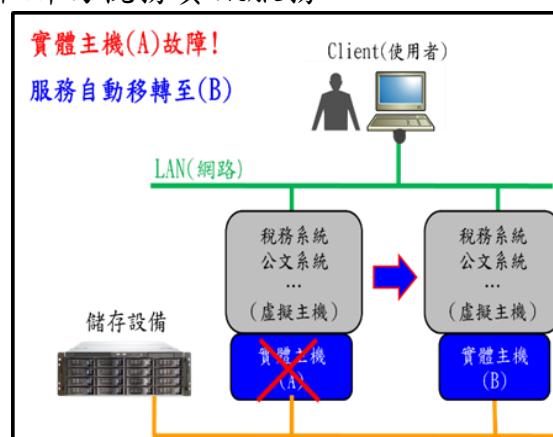 實體主機(A)故障!
服務自動移轉至(B)
Client(使用者)
LAN(網路)
稅務系統
公文系統
...
(虛擬主機)
稅務系統
公文系統
...
(虛擬主機)
儲存設備
實體主機
(A)
實體主機
(B)